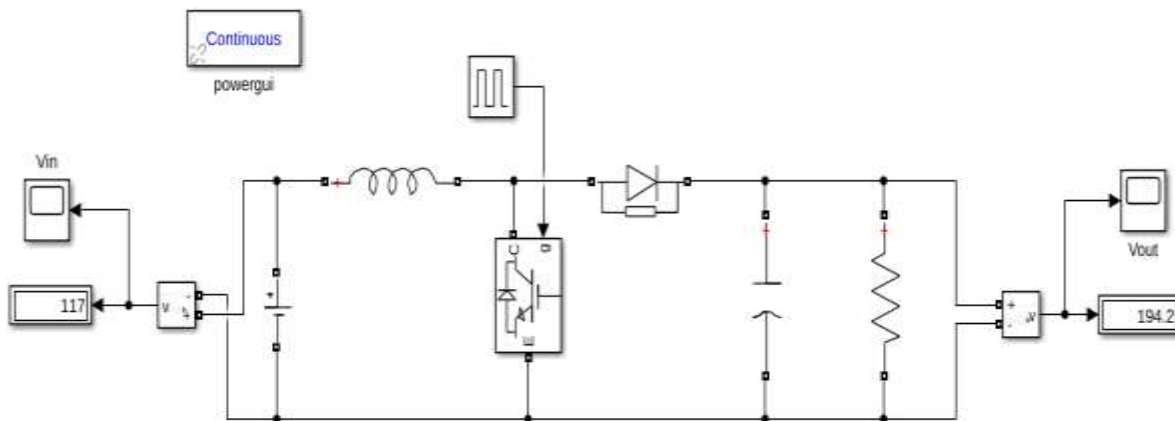 Continuous
powergui
Vin
Vout
g
C
E
117
v
+
-
+
-
v
194.2